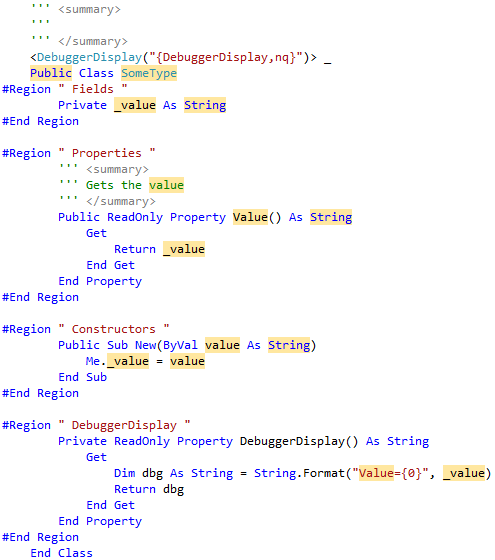 ''' <summary>
'''
''' </summary>
<DebuggerDisplay("{DebuggerDisplay,nq}")> _
Public Class SomeType
#Region " Fields "
Private _value As String
#End Region
#Region " Properties "
''' <summary>
''' Gets the value
''' </summary>
Public ReadOnly Property Value() As String
Get
Return _value
End Get
End Property
#End Region
#Region " Constructors "
Public Sub New(ByVal value As String)
Me._value = value
End Sub
#End Region
#Region " DebuggerDisplay "
Private ReadOnly Property DebuggerDisplay() As String
Get
Dim dbg As String = String.Format("Value={0}", _value)
Return dbg
End Get
End Property
#End Region
End Class